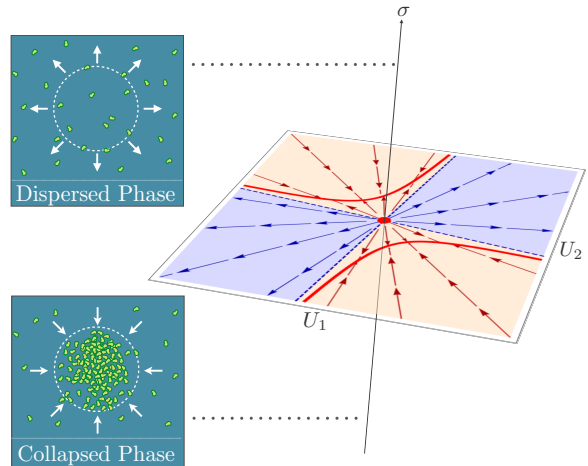 σ
Dispersed Phase
U₂
U₁
Collapsed Phase